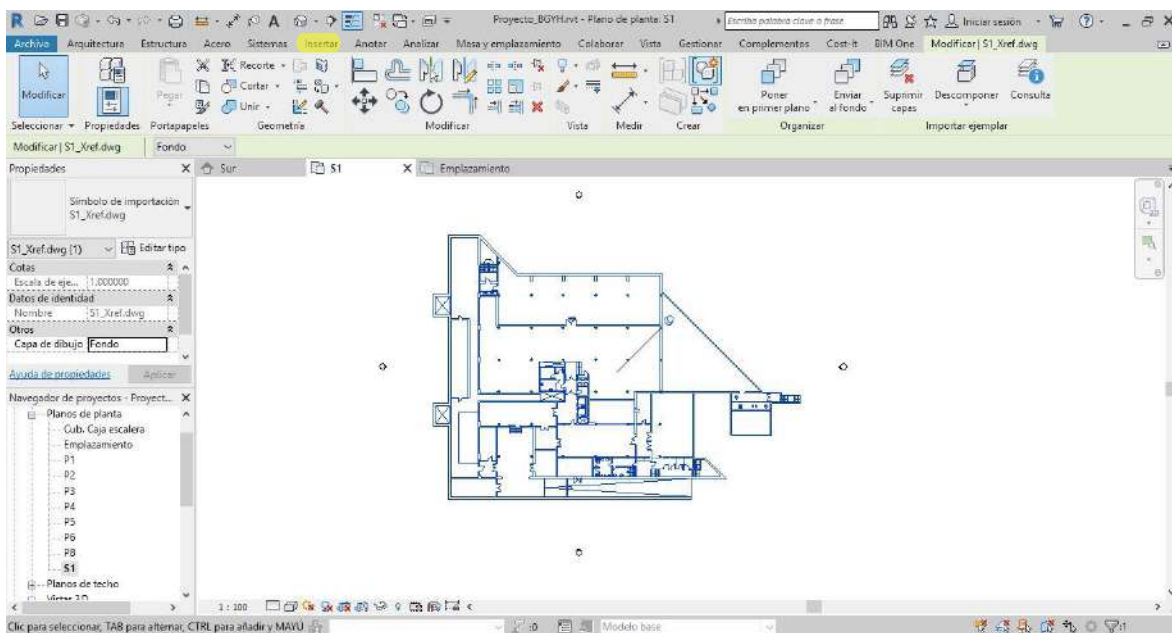 Proyecto_BGYH.rvt - Plano de planta: S1
Escriba palabra clave o frase
Iniciar sesión
Archivo Arquitectura Estructura Acero Sistemas Insertar Anotar Analizar Masa y emplazamiento Colaborar Vista Gestionar Complementos Cost-It BIM One Modificar | S1_Xref.dwg
Modificar
Pegar
Recorte
Cortar
Unir
Poner en primer plano
Enviar al fondo
Suprimir capas
Descomponer
Consulta
Seleccionar Propiedades Portapapeles Geometría Modificar Vista Medir Crear Organizar Importar ejemplar
Modificar | S1_Xref.dwg Fondo
Propiedades
Sur S1 Emplazamiento
Símbolo de importación
S1_Xref.dwg
S1_Xref.dwg (1) Editar tipo
Cotas
Escala de eje... 1.000000
Datos de identidad
Nombre S1_Xref.dwg
Otros
Capa de dibujo Fondo
Ayuda de propiedades Aplicar
Navegador de proyectos - Proyect...
Planos de planta
Cub. Caja escalera
Emplazamiento
P1
P2
P3
P4
P5
P6
P8
S1
Planos de techo
Vistas 3D
1 : 100
Clic para seleccionar, TAB para alternar, CTRL para añadir y MAYÚ :0 Modelo base :1